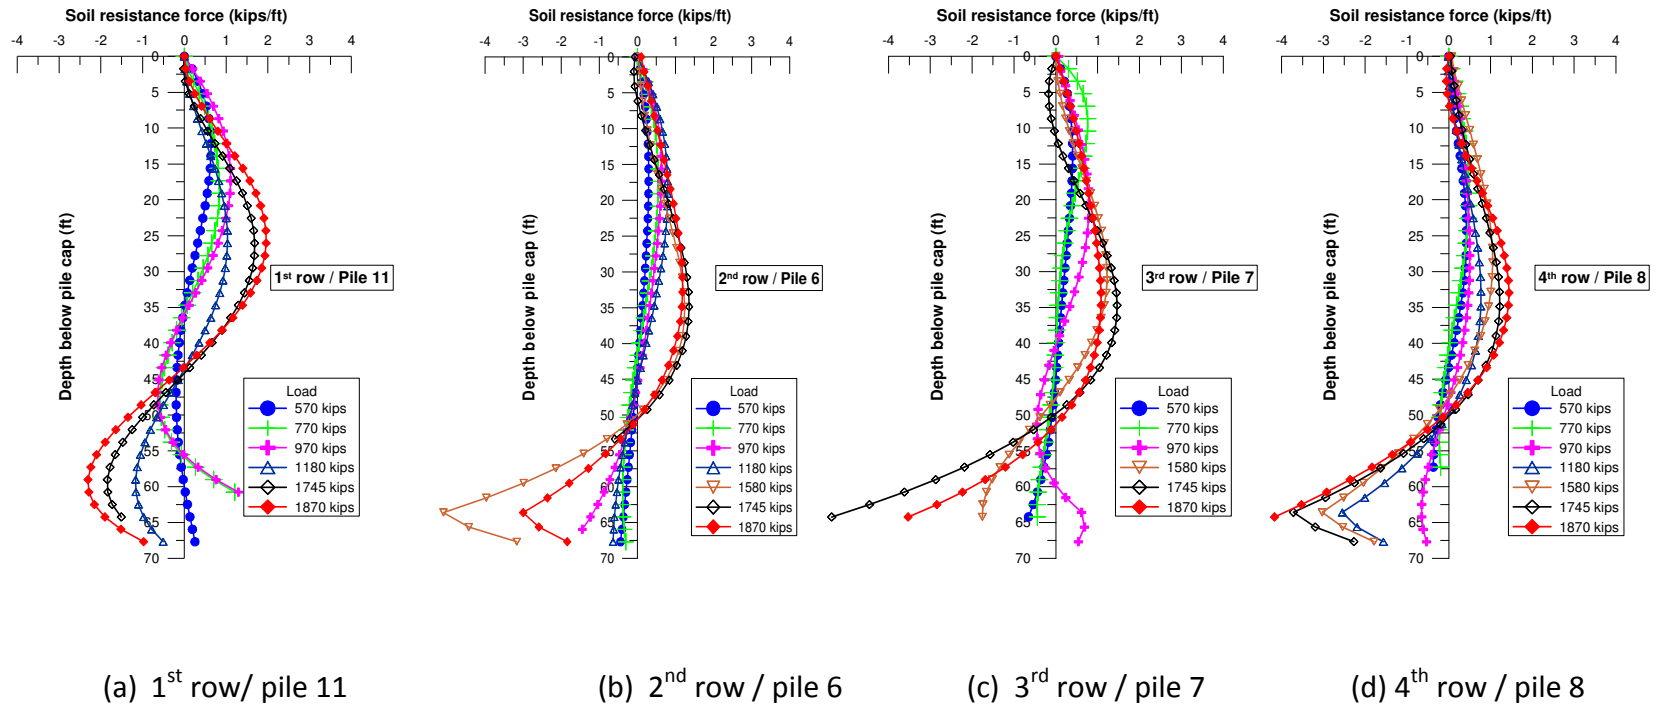 Soil resistance force (kips/ft)
-4 -3 -2 -1 0 1 2 3 4
0
5
10
15
20
25
30
35
40
45
50
55
60
65
70
Depth below pile cap (ft)
1st row / Pile 11
Load
570 kips
770 kips
970 kips
1180 kips
1745 kips
1870 kips
(a) 1st row/ pile 11
Soil resistance force (kips/ft)
-4 -3 -2 -1 0 1 2 3 4
0
5
10
15
20
25
30
35
40
45
50
55
60
65
70
Depth below pile cap (ft)
2nd row / Pile 6
Load
570 kips
770 kips
970 kips
1180 kips
1580 kips
1745 kips
1870 kips
(b) 2nd row / pile 6
Soil resistance force (kips/ft)
-4 -3 -2 -1 0 1 2 3 4
0
5
10
15
20
25
30
35
40
45
50
55
60
65
70
Depth below pile cap (ft)
3rd row / Pile 7
Load
570 kips
770 kips
970 kips
1580 kips
1745 kips
1870 kips
(c) 3rd row / pile 7
Soil resistance force (kips/ft)
-4 -3 -2 -1 0 1 2 3 4
0
5
10
15
20
25
30
35
40
45
50
55
60
65
70
Depth below pile cap (ft)
4th row / Pile 8
Load
570 kips
770 kips
970 kips
1180 kips
1580 kips
1745 kips
1870 kips
(d) 4th row / pile 8